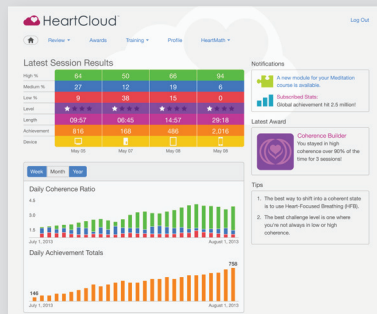 HeartCloud
Log Out
Review
Awards
Training
Profile
HeartMath
Latest Session Results
High % 64 50 66 94
Medium % 27 12 19 6
Low % 9 38 15 0
Level
Length 09:57 06:45 14:57 29:18
Achievement 816 168 486 2,016
Device
May 05 May 07 May 08 May 09
Notifications
A new module for your Meditation
course is available.
Subscribed Stats:
Global achievement hit 2.5 million!
Latest Award
Coherence Builder
You stayed in high
coherence over 90% of the
time for 3 sessions!
Tips
1. The best way to shift into a coherent state
is to use Heart-Focused Breathing (HFB).
2. The best challenge level is one where
you're not always in low or high
coherence.
Week Month Year
Daily Coherence Ratio
4.5
3.0
1.5
July 1, 2013
August 1, 2013
Daily Achievement Totals
758
146
July 1, 2013
August 1, 2013